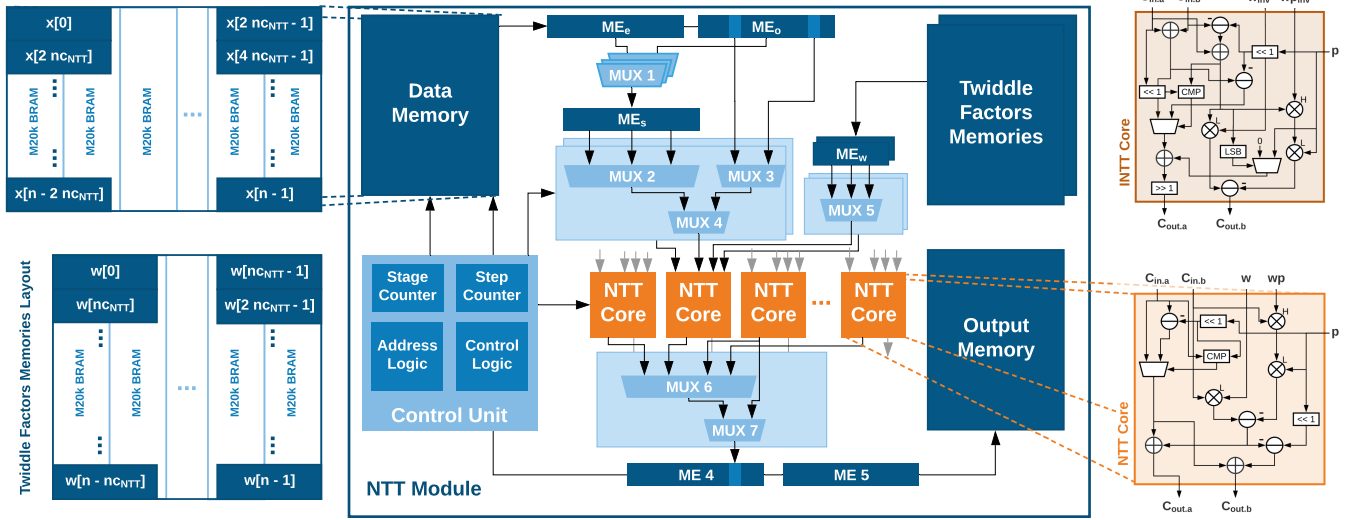 x[0]
x[2 nc_NTT - 1]
x[2 nc_NTT]
x[4 nc_NTT - 1]
M20k BRAM
M20k BRAM
...
M20k BRAM
M20k BRAM
x[n - 2 nc_NTT]
x[n - 1]
Twiddle Factors Memories Layout
w[0]
w[nc_NTT - 1]
w[nc_NTT]
w[2 nc_NTT - 1]
M20k BRAM
M20k BRAM
...
M20k BRAM
M20k BRAM
w[n - nc_NTT]
w[n - 1]
Data
Memory
ME_e
ME_o
MUX 1
ME_s
MUX 2
MUX 3
MUX 4
ME_w
MUX 5
Twiddle
Factors
Memories
Stage
Counter
Step
Counter
Address
Logic
Control
Logic
Control Unit
NTT
Core
NTT
Core
NTT
Core
...
NTT
Core
MUX 6
MUX 7
ME 4
ME 5
Output
Memory
NTT Module
INTT Core
p
<< 1
-
-
<< 1
CMP
H
L
L
LSB
0
>> 1
-
C_out.a
C_out.b
NTT Core
C_in.a
C_in.b
w
wp
p
-
<< 1
H
CMP
L
L
-
<< 1
-
C_out.a
C_out.b